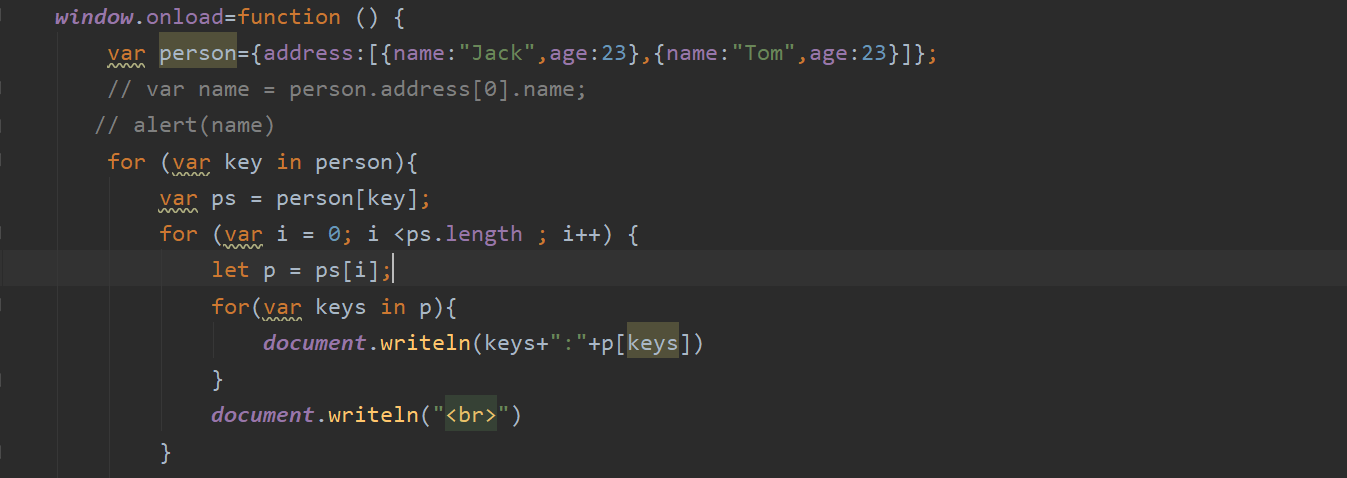 window.onload=function () {
var person={address:[{name:"Jack",age:23},{name:"Tom",age:23}]};
// var name = person.address[0].name;
// alert(name)
for (var key in person){
var ps = person[key];
for (var i = 0; i <ps.length ; i++) {
let p = ps[i];
for(var keys in p){
document.writeln(keys+":"+p[keys])
}
document.writeln("<br>")
}